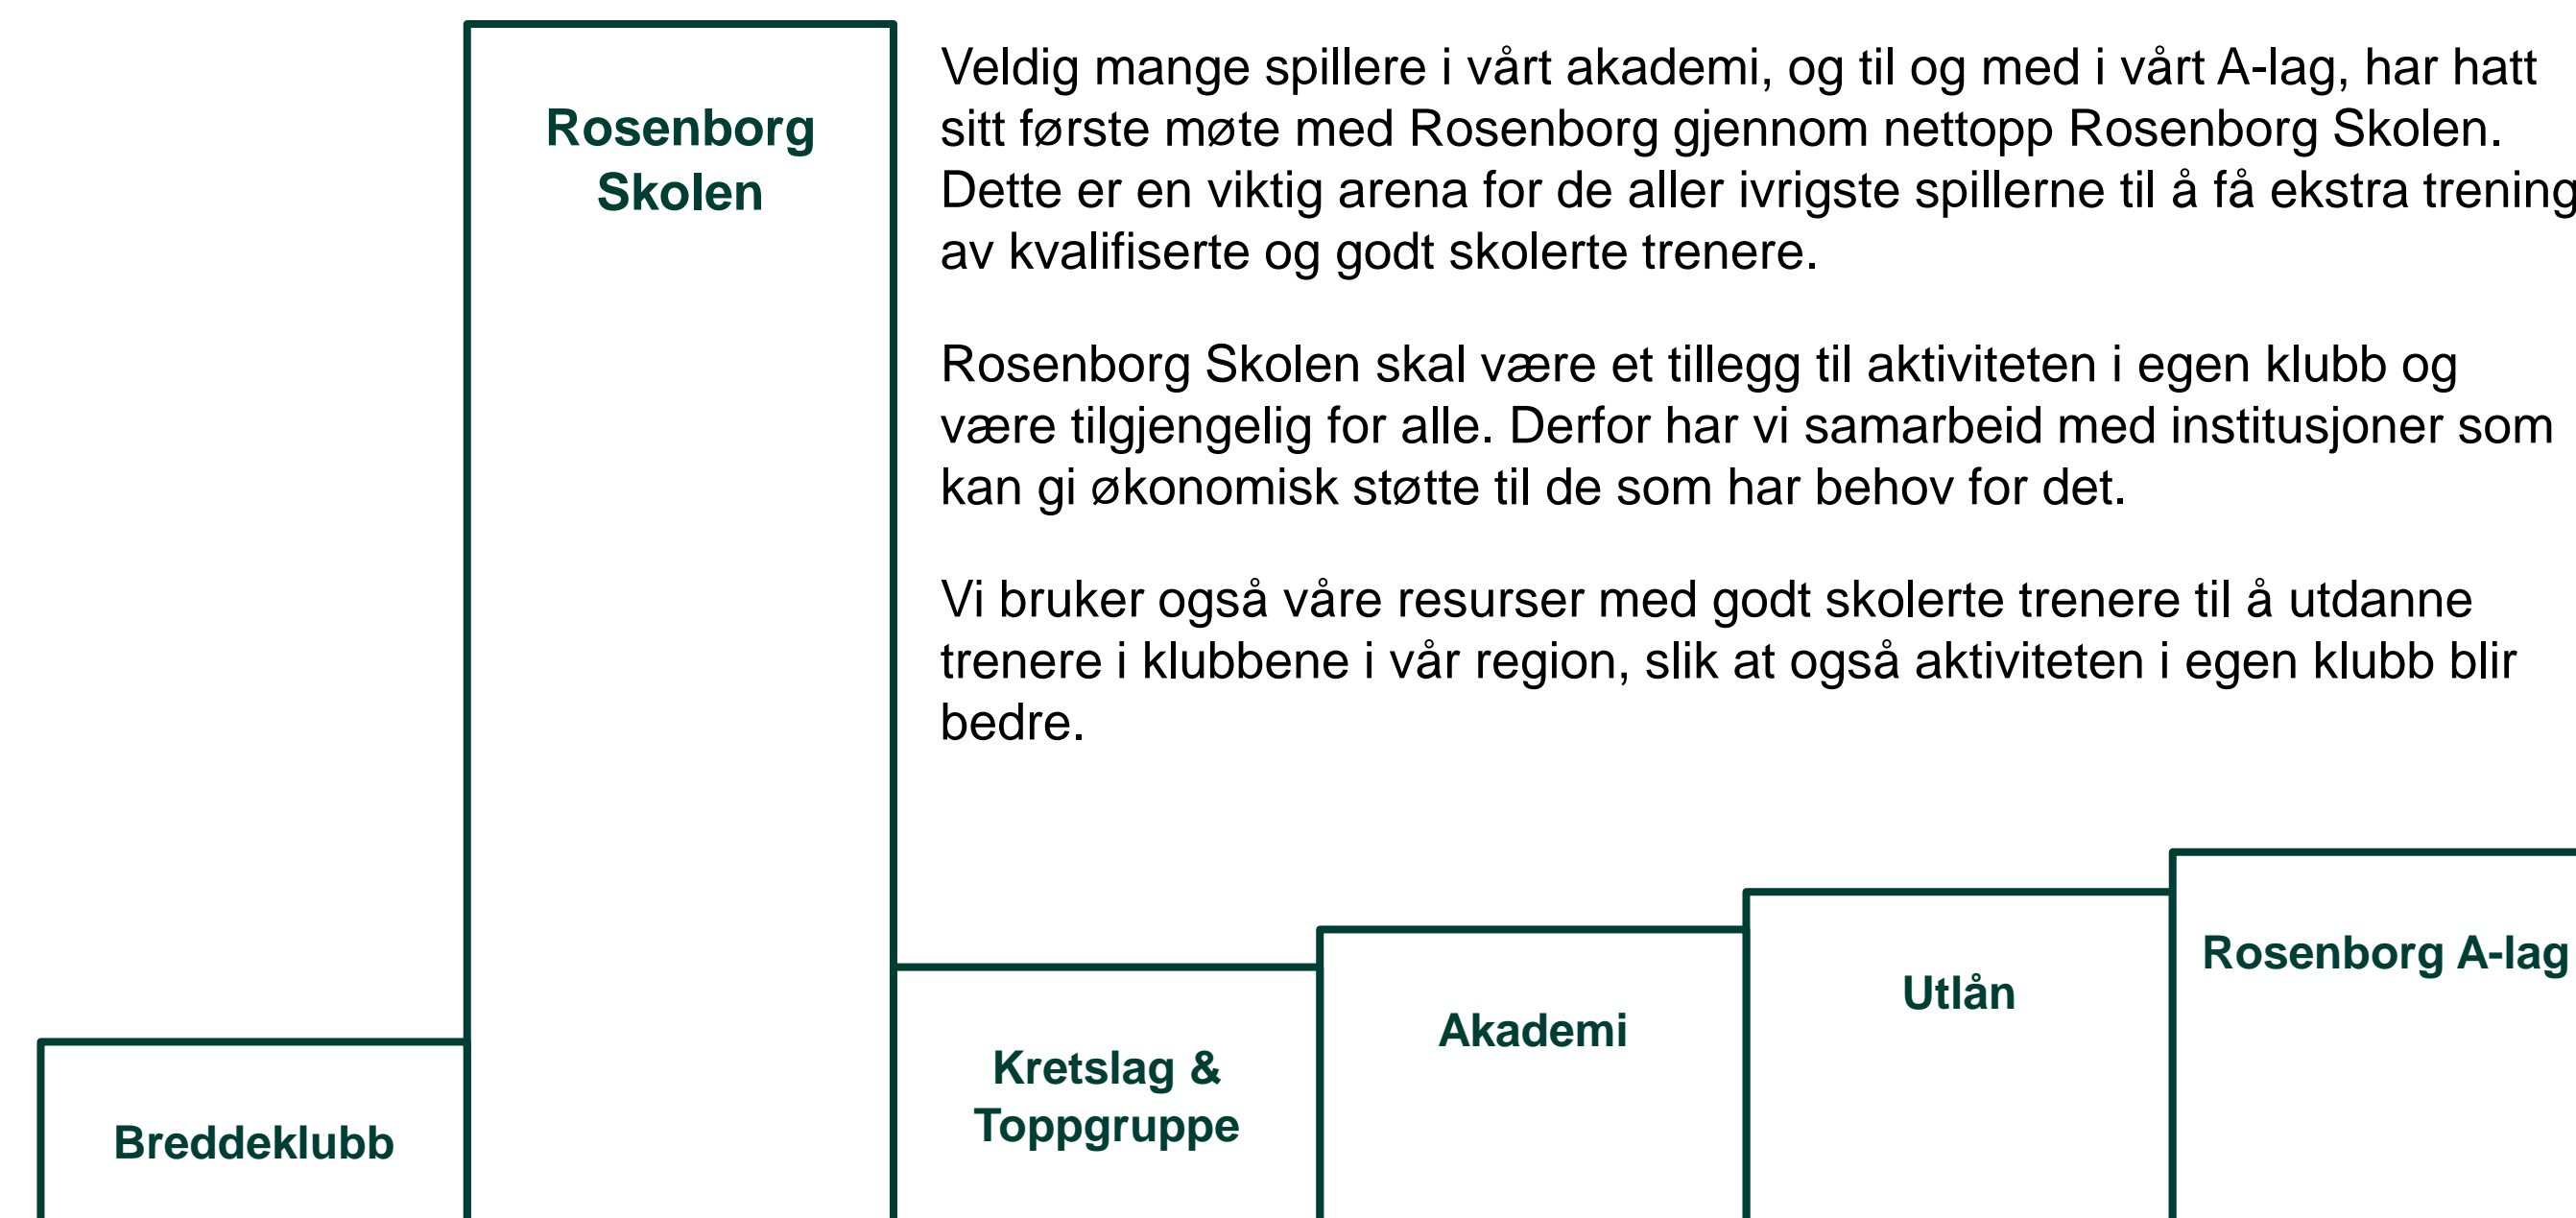 Rosenborg
Skolen
Veldig mange spillere i vårt akademi, og til og med i vårt A-lag, har hatt
sitt første møte med Rosenborg gjennom nettopp Rosenborg Skolen.
Dette er en viktig arena for de aller ivrigste spillerne til å få ekstra trening
av kvalifiserte og godt skolerte trenere.
Rosenborg Skolen skal være et tillegg til aktiviteten i egen klubb og
være tilgjengelig for alle. Derfor har vi samarbeid med institusjoner som
kan gi økonomisk støtte til de som har behov for det.
Vi bruker også våre resurser med godt skolerte trenere til å utdanne
trenere i klubbene i vår region, slik at også aktiviteten i egen klubb blir
bedre.
Breddeklubb
Kretslag &
Toppgruppe
Akademi
Utlån
Rosenborg A-lag